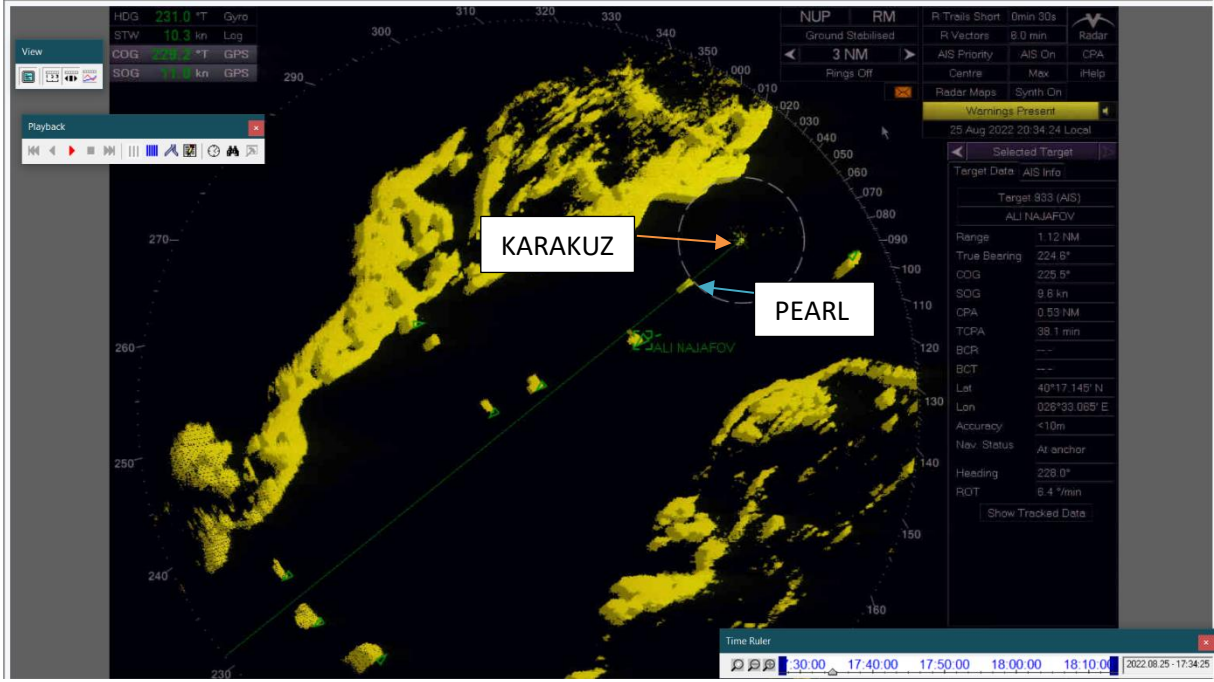 HDG 231.0 °T Gyro
STW 10.3 kn Log
COG 229.2 °T GPS
SOG 11.0 kn GPS
View
Playback
NUP RM
Ground Stabilised
3 NM
Rings Off
R Trails Short 0min 30s
R Vectors 6.0 min Radar
AIS Priority AIS On CPA
Centre Max iHelp
Radar Maps Synth On
Warnings Present
25 Aug 2022 20:34:24 Local
Selected Target
Target Data AIS Info
Target 933 (AIS)
ALI NAJAFOV
Range 1.12 NM
True Bearing 224.6°
COG 225.5°
SOG 9.6 kn
CPA 0.53 NM
TCPA 38.1 min
BCR --.-
BCT --.-
Lat 40°17.145' N
Lon 026°33.065' E
Accuracy <10m
Nav. Status At anchor
Heading 228.0°
ROT 6.4 °/min
Show Tracked Data
290
300
310
320
330
340
350
000
010
020
030
040
050
060
070
080
090
100
110
120
130
140
150
160
230
240
250
260
270
KARAKUZ
PEARL
ALI NAJAFOV
Time Ruler
:30:00 17:40:00 17:50:00 18:00:00 18:10:00 2022.08.25 - 17:34:25